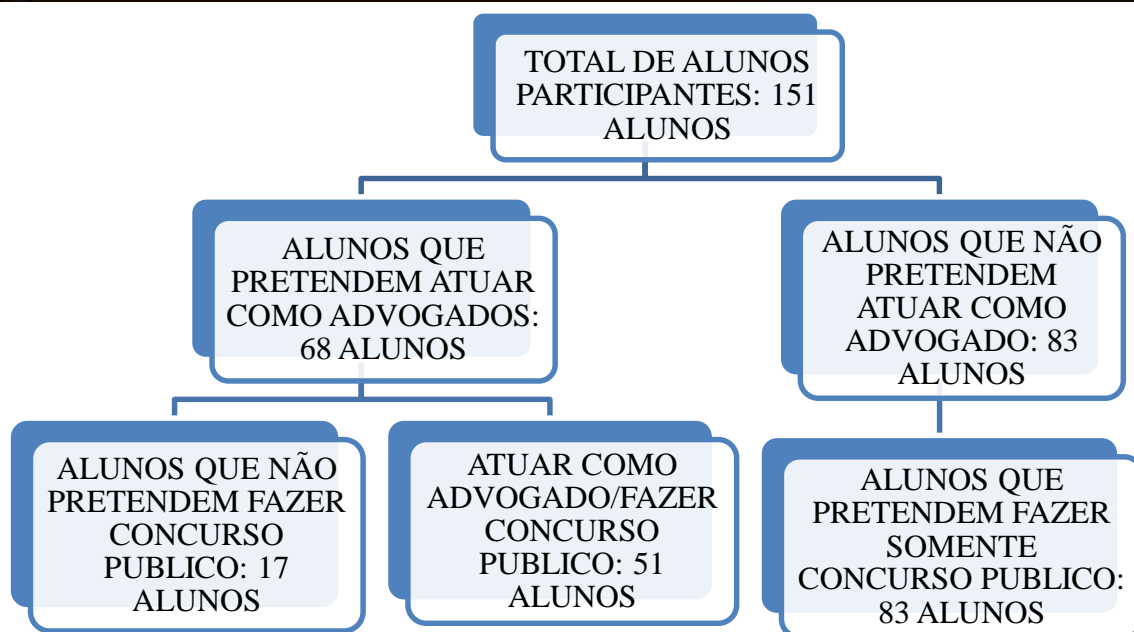 TOTAL DE ALUNOS
PARTICIPANTES: 151
ALUNOS
ALUNOS QUE
PRETENDEM ATUAR
COMO ADVOGADOS:
68 ALUNOS
ALUNOS QUE NÃO
PRETENDEM
ATUAR COMO
ADVOGADO: 83
ALUNOS
ALUNOS QUE NÃO
PRETENDEM FAZER
CONCURSO
PUBLICO: 17
ALUNOS
ATUAR COMO
ADVOGADO/FAZER
CONCURSO
PUBLICO: 51
ALUNOS
ALUNOS QUE
PRETENDEM FAZER
SOMENTE
CONCURSO PUBLICO:
83 ALUNOS